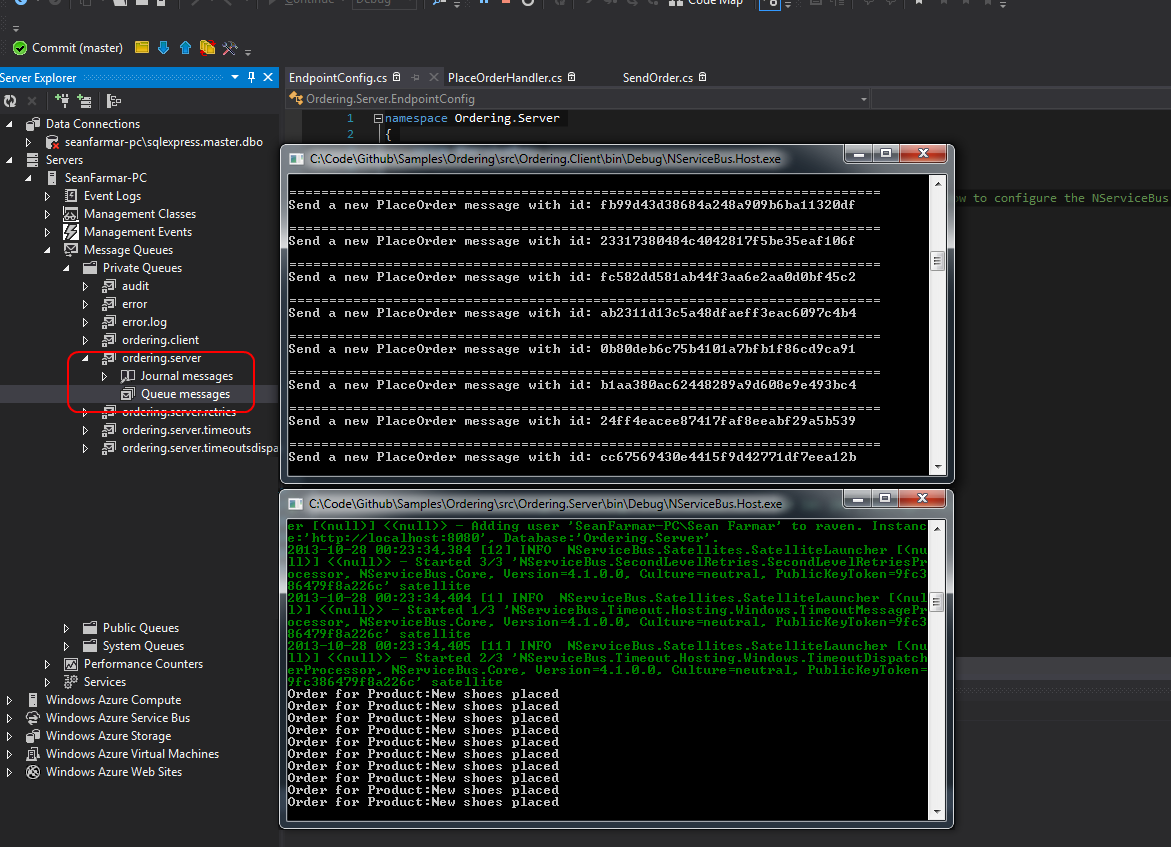 Continue
Debug
Code Map
Commit (master)
Server Explorer
Data Connections
seanfarmar-pc\sqlexpress.master.dbo
Servers
SeanFarmar-PC
Event Logs
Management Classes
Management Events
Message Queues
Private Queues
audit
error
error.log
ordering.client
ordering.server
Journal messages
Queue messages
ordering.server.retries
ordering.server.timeouts
ordering.server.timeoutsdispa
Public Queues
System Queues
Performance Counters
Services
Windows Azure Compute
Windows Azure Service Bus
Windows Azure Storage
Windows Azure Virtual Machines
Windows Azure Web Sites
EndpointConfig.cs PlaceOrderHandler.cs SendOrder.cs
Ordering.Server.EndpointConfig
1 namespace Ordering.Server
2 {
ow to configure the NServiceBus
C:\Code\Github\Samples\Ordering\src\Ordering.Client\bin\Debug\NServiceBus.Host.exe
==========================================================================
Send a new PlaceOrder message with id: fb99d43d38684a248a909b6ba11320df
==========================================================================
Send a new PlaceOrder message with id: 23317380484c4042817f5be35eaf106f
==========================================================================
Send a new PlaceOrder message with id: fc582dd581ab44f3aa6e2aa0d0bf45c2
==========================================================================
Send a new PlaceOrder message with id: ab2311d13c5a48dfaeff3eac6097c4b4
==========================================================================
Send a new PlaceOrder message with id: 0b80deb6c75b4101a7bfb1f86cd9ca91
==========================================================================
Send a new PlaceOrder message with id: b1aa380ac62448289a9d608e9e493bc4
==========================================================================
Send a new PlaceOrder message with id: 24ff4eacee87417faf8eeabf29a5b539
==========================================================================
Send a new PlaceOrder message with id: cc67569430e4415f9d42771df7eea12b
C:\Code\Github\Samples\Ordering\src\Ordering.Server\bin\Debug\NServiceBus.Host.exe
er [(null)] <(null)> - Adding user 'SeanFarmar-PC\Sean Farmar' to raven. Instanc
e:'http://localhost:8080', Database:'Ordering.Server'.
2013-10-28 00:23:34,384 [12] INFO  NServiceBus.Satellites.SatelliteLauncher [(nu
ll)] <(null)> - Started 3/3 'NServiceBus.SecondLevelRetries.SecondLevelRetriesPr
ocessor, NServiceBus.Core, Version=4.1.0.0, Culture=neutral, PublicKeyToken=9fc3
86479f8a226c' satellite
2013-10-28 00:23:34,404 [1] INFO  NServiceBus.Satellites.SatelliteLauncher [(nul
l)] <(null)> - Started 1/3 'NServiceBus.Timeout.Hosting.Windows.TimeoutMessagePr
ocessor, NServiceBus.Core, Version=4.1.0.0, Culture=neutral, PublicKeyToken=9fc3
86479f8a226c' satellite
2013-10-28 00:23:34,405 [11] INFO  NServiceBus.Satellites.SatelliteLauncher [(nu
ll)] <(null)> - Started 2/3 'NServiceBus.Timeout.Hosting.Windows.TimeoutDispatch
erProcessor, NServiceBus.Core, Version=4.1.0.0, Culture=neutral, PublicKeyToken=
9fc386479f8a226c' satellite
Order for Product:New shoes placed
Order for Product:New shoes placed
Order for Product:New shoes placed
Order for Product:New shoes placed
Order for Product:New shoes placed
Order for Product:New shoes placed
Order for Product:New shoes placed
Order for Product:New shoes placed
Order for Product:New shoes placed
Order for Product:New shoes placed